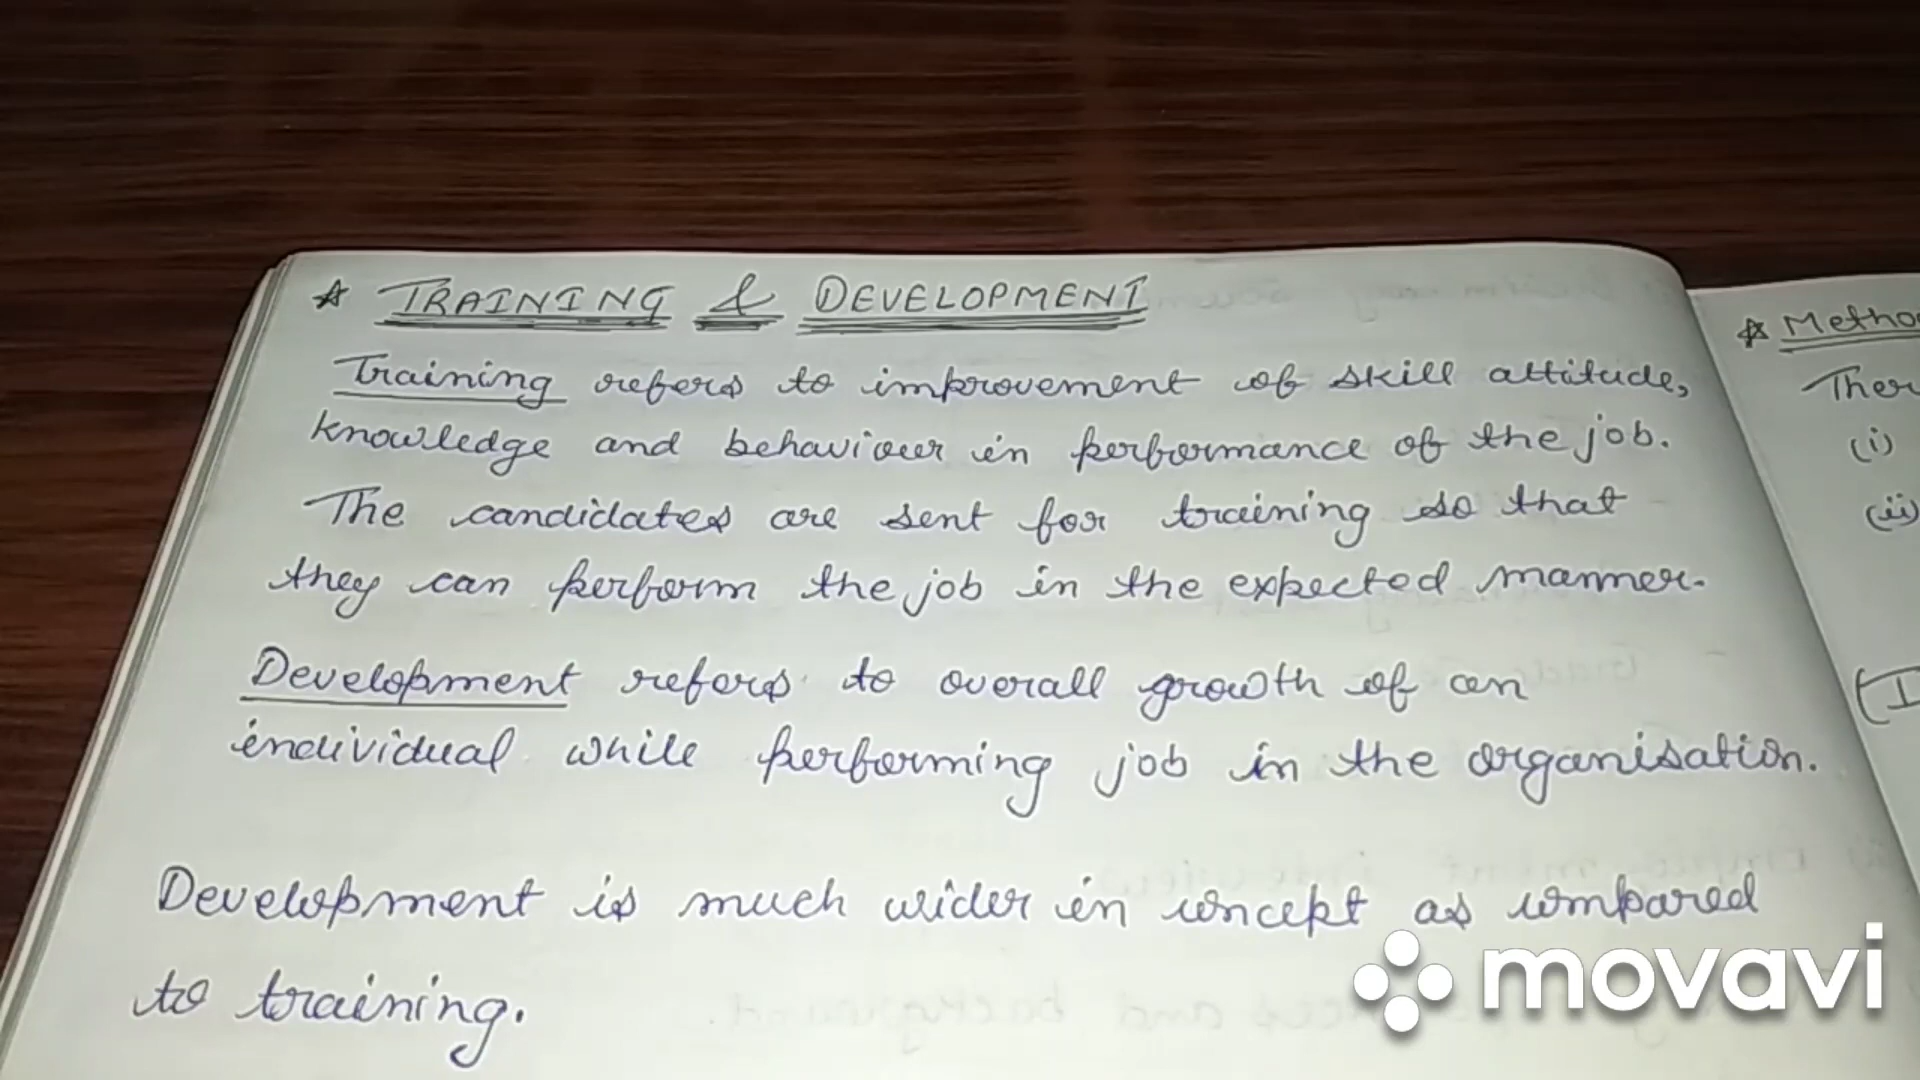 ☆ TRAINING & DEVELOPMENT
Training refers to improvement of skill attitude,
knowledge and behaviour in performance of the job.
The candidates are sent for training so that
they can perform the job in the expected manner.
Development refers to overall growth of an
individual while performing job in the organisation.
Development is much wider in concept as compared
to training.
☆ Metho
Ther
(i)
(ii)
(I
movavi